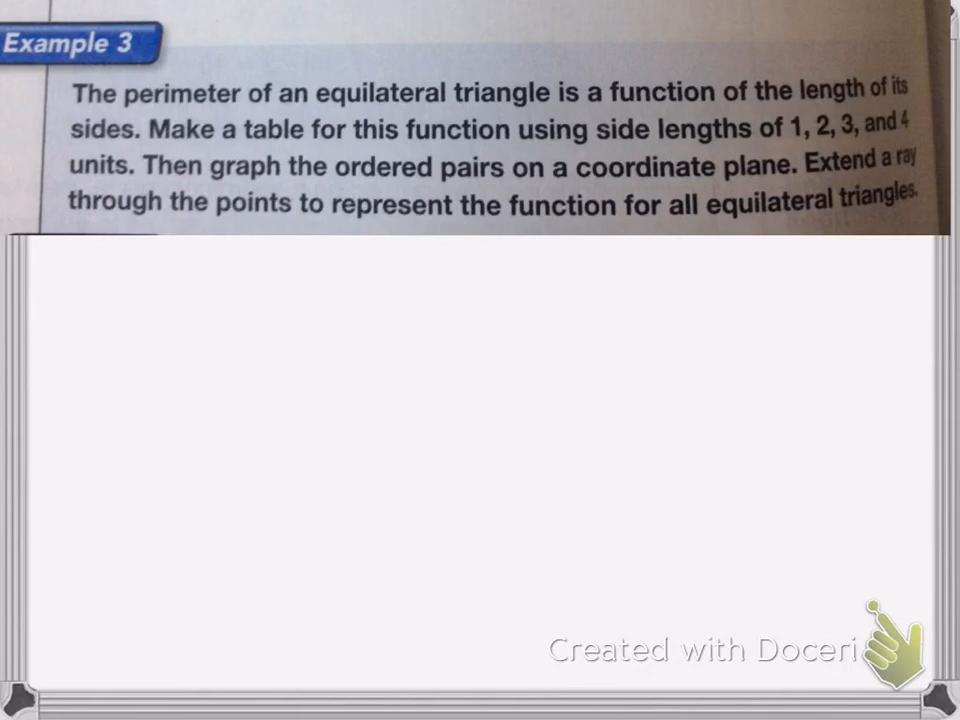 Example 3
The perimeter of an equilateral triangle is a function of the length of its
sides. Make a table for this function using side lengths of 1, 2, 3, and 4
units. Then graph the ordered pairs on a coordinate plane. Extend a ray
through the points to represent the function for all equilateral triangles.
Created with Doceri